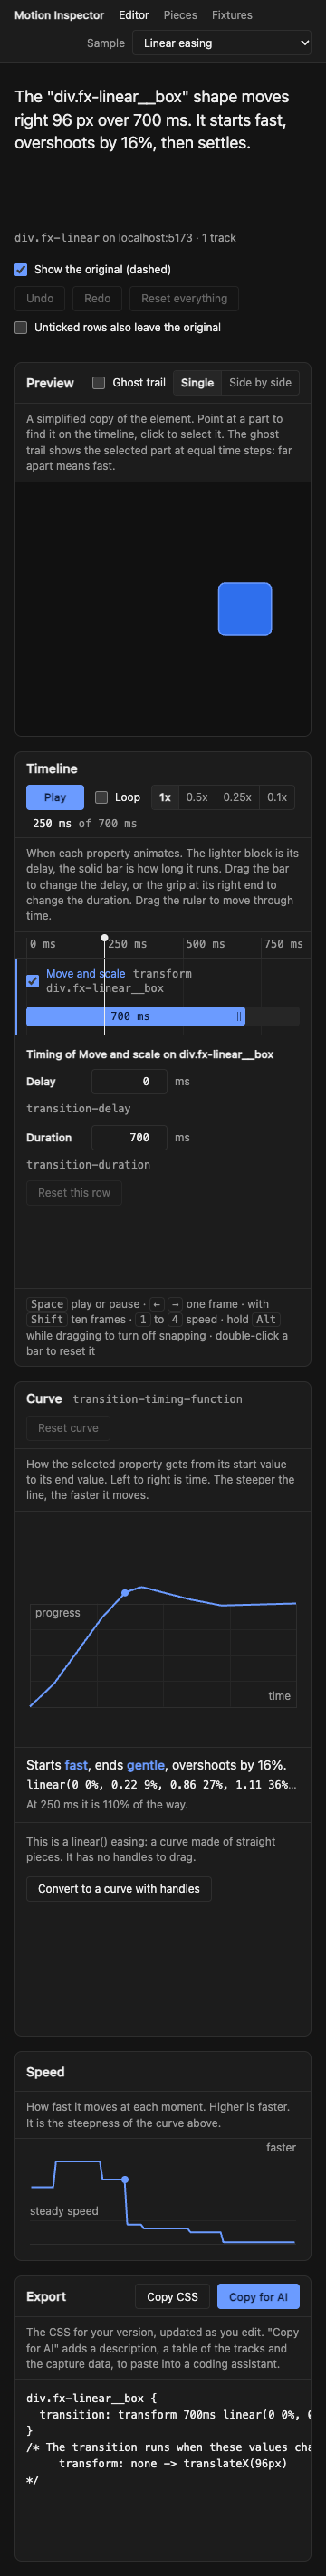 Motion Inspector Editor Pieces Fixtures
Sample Linear easing
The "div.fx-linear__box" shape moves
right 96 px over 700 ms. It starts fast,
overshoots by 16%, then settles.
div.fx-linear on localhost:5173 · 1 track
Show the original (dashed)
Undo Redo Reset everything
Unticked rows also leave the original
Preview Ghost trail Single Side by side
A simplified copy of the element. Point at a part to
find it on the timeline, click to select it. The ghost
trail shows the selected part at equal time steps: far
apart means fast.
Timeline
Play Loop 1x 0.5x 0.25x 0.1x
250 ms of 700 ms
When each property animates. The lighter block is its
delay, the solid bar is how long it runs. Drag the bar
to change the delay, or the grip at its right end to
change the duration. Drag the ruler to move through
time.
0 ms 250 ms 500 ms 750 ms
Move and scale transform
div.fx-linear__box
700 ms
Timing of Move and scale on div.fx-linear__box
Delay 0 ms
transition-delay
Duration 700 ms
transition-duration
Reset this row
Space play or pause · ← → one frame · with
Shift ten frames · 1 to 4 speed · hold Alt
while dragging to turn off snapping · double-click a
bar to reset it
Curve transition-timing-function
Reset curve
How the selected property gets from its start value
to its end value. Left to right is time. The steeper the
line, the faster it moves.
progress
time
Starts fast, ends gentle, overshoots by 16%.
linear(0 0%, 0.22 9%, 0.86 27%, 1.11 36%…
At 250 ms it is 110% of the way.
This is a linear() easing: a curve made of straight
pieces. It has no handles to drag.
Convert to a curve with handles
Speed
How fast it moves at each moment. Higher is faster.
It is the steepness of the curve above.
faster
steady speed
Export Copy CSS Copy for AI
The CSS for your version, updated as you edit. "Copy
for AI" adds a description, a table of the tracks and
the capture data, to paste into a coding assistant.
div.fx-linear__box {
transition: transform 700ms linear(0 0%,
}
/* The transition runs when these values
transform: none -> translateX(96px)
*/